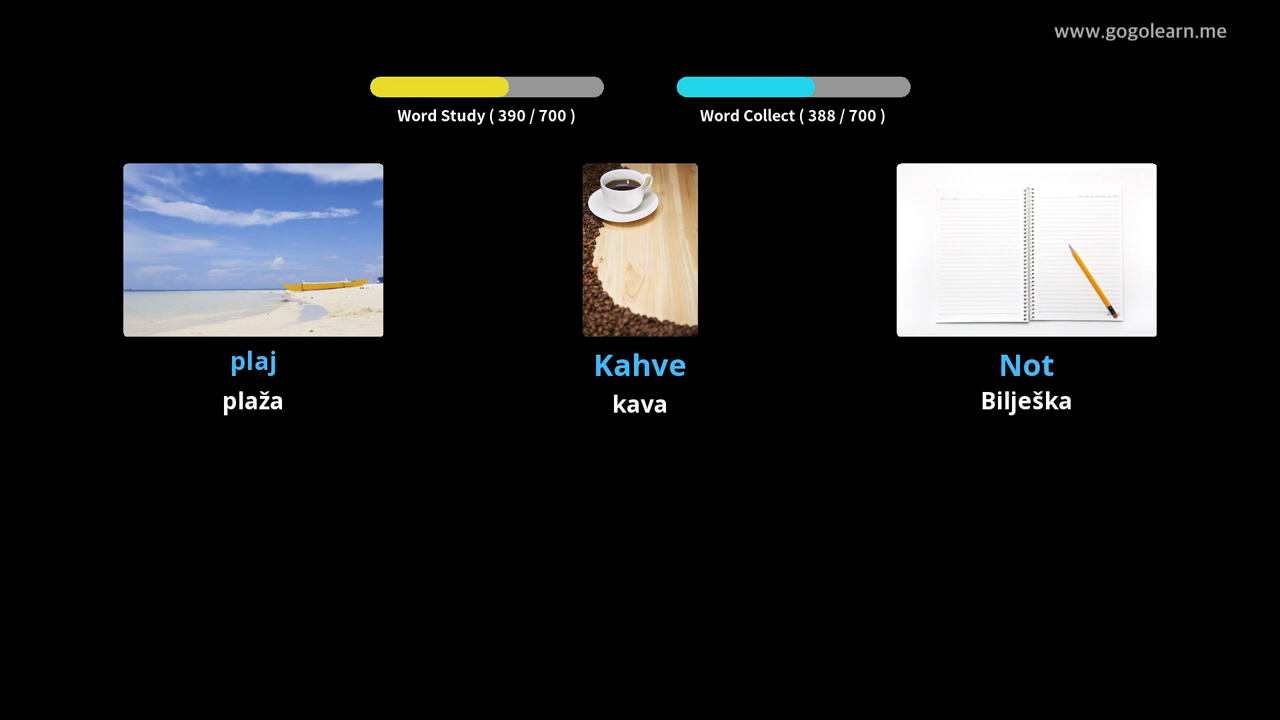 www.gogolearn.me
Word Study ( 390 / 700 )
Word Collect ( 388 / 700 )
plaj
plaža
Kahve
kava
Not
Bilješka